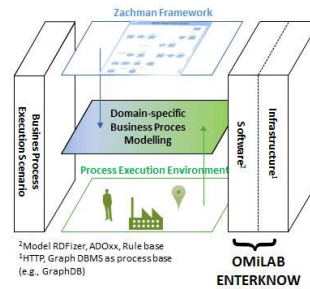 Zachman Framework
Business Process
Execution Scenario
Domain-specific
Business Proces
Modelling
Process Execution Environment
Software²
Infrastructure¹
²Model RDFizer, ADOxx, Rule base
¹HTTP, Graph DBMS as process base
(e.g., GraphDB)
OMiLAB
ENTERKNOW